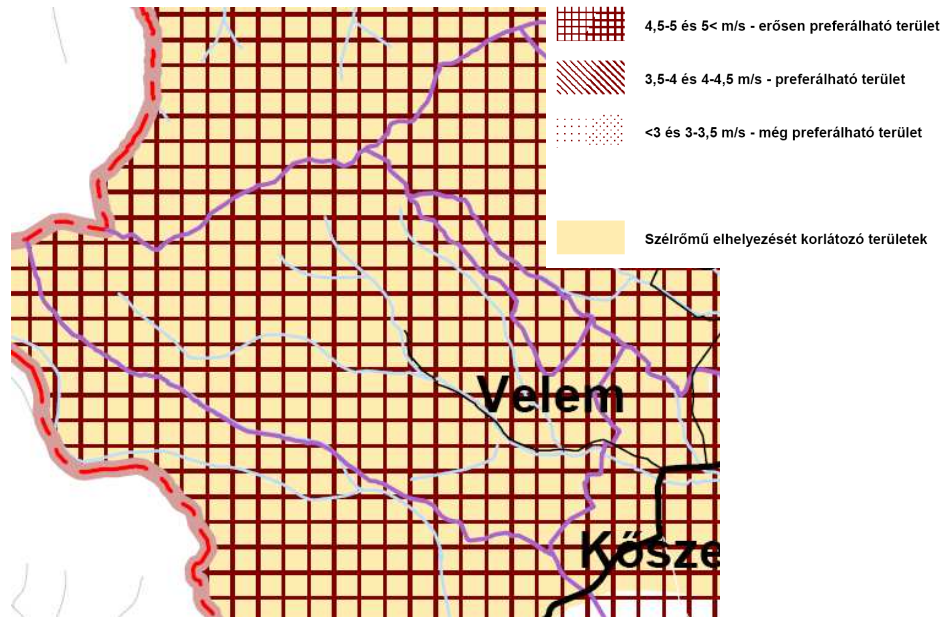 4,5-5 és 5< m/s - erősen preferálható terület
3,5-4 és 4-4,5 m/s - preferálható terület
<3 és 3-3,5 m/s - még preferálható terület
Szélrőmű elhelyezését korlátozó területek
Velem
Kősze